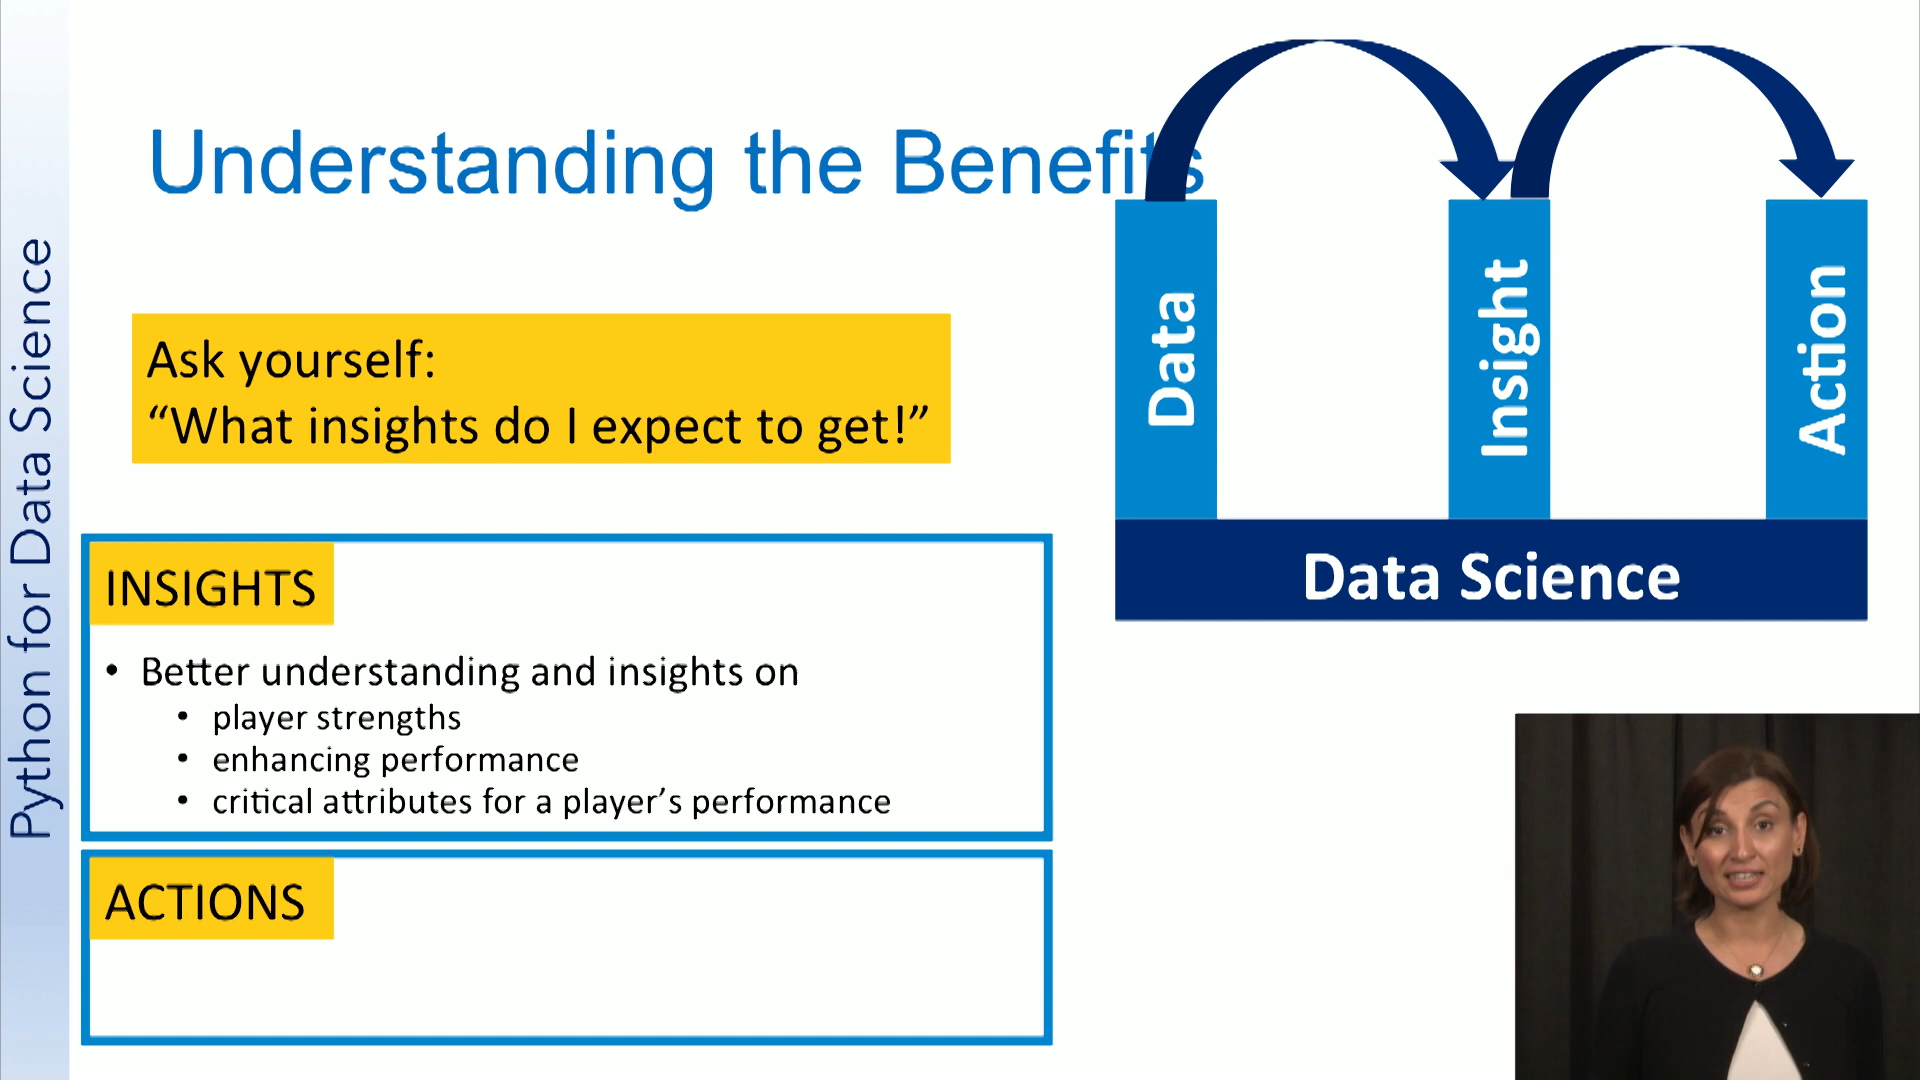 Python for Data Science
Understanding the Benefits
Ask yourself:
“What insights do I expect to get!”
INSIGHTS
• Better understanding and insights on
• player strengths
• enhancing performance
• critical attributes for a player’s performance
ACTIONS
Data
Insight
Action
Data Science